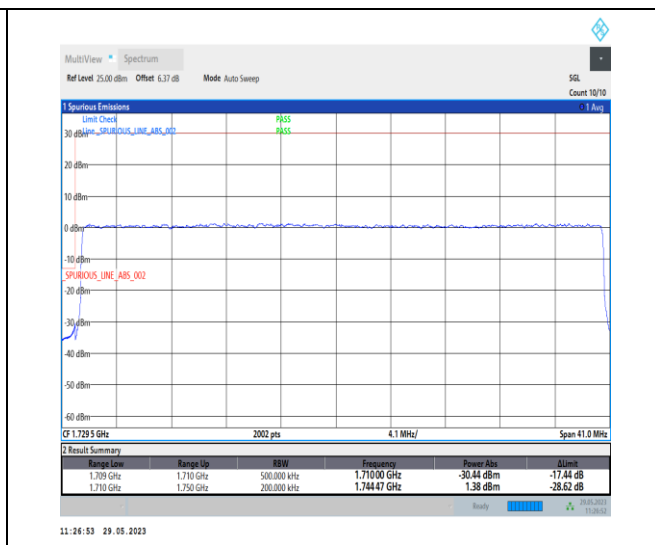 MultiView Spectrum
Ref Level 25.00 dBm Offset 6.37 dB Mode Auto Sweep SGL
Count 10/10
1 Spurious Emissions 1 Avg
Limit Check PASS
30 dBm Line _SPURIOUS_LINE_ABS_002 PASS
20 dBm
10 dBm
0 dBm
-10 dBm
_SPURIOUS_LINE_ABS_002
-20 dBm
-30 dBm
-40 dBm
-50 dBm
-60 dBm
CF 1.729 5 GHz 2002 pts 4.1 MHz/ Span 41.0 MHz
2 Result Summary
Range Low Range Up RBW Frequency Power Abs ΔLimit
1.709 GHz 1.710 GHz 500.000 kHz 1.710 00 GHz -30.44 dBm -17.44 dB
1.710 GHz 1.750 GHz 200.000 kHz 1.744 47 GHz 1.38 dBm -28.62 dB
Ready 29.05.2023
11:26:52
11:26:53 29.05.2023